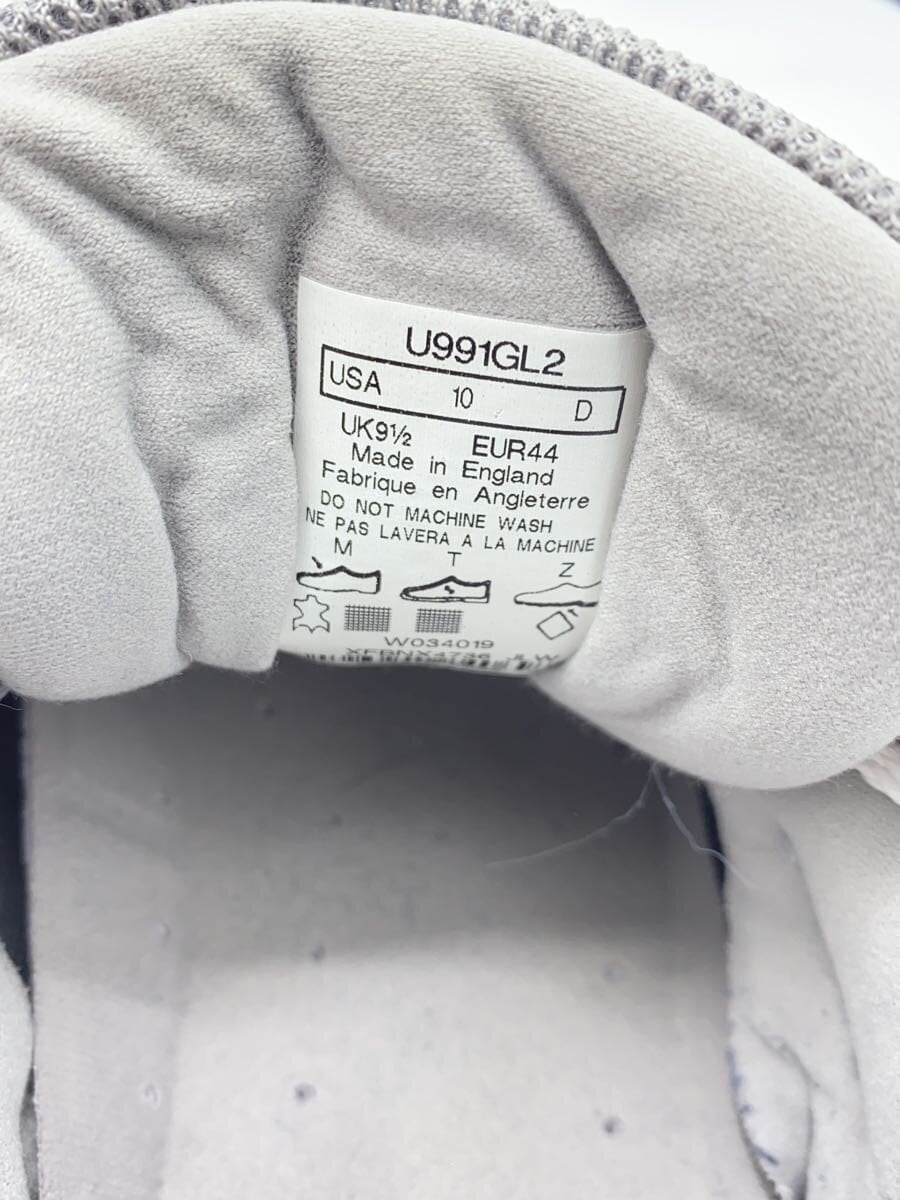 U991GL2
USA 10 D
UK9½ EUR44
Made in England
Fabrique en Angleterre
DO NOT MACHINE WASH
NE PAS LAVERA A LA MACHINE
M T Z
W034019